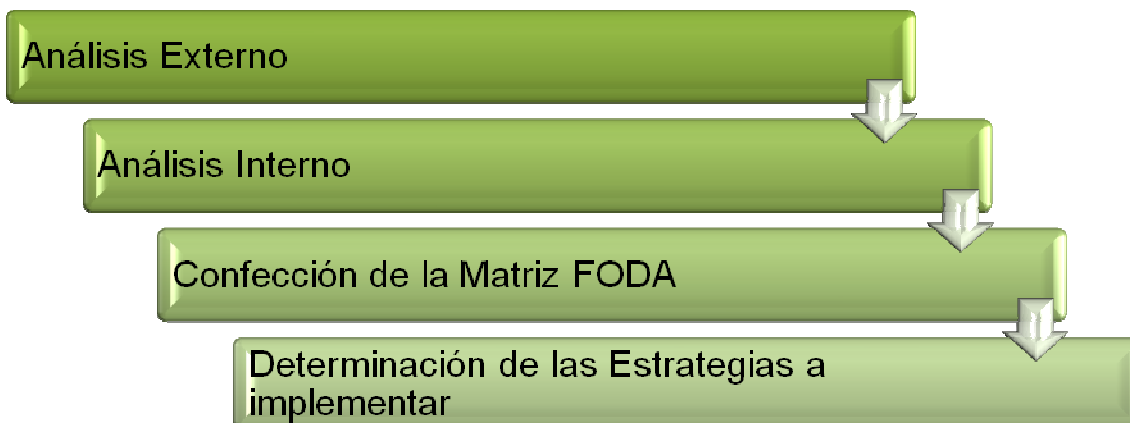 Análisis Externo
Análisis Interno
Confección de la Matriz FODA
Determinación de las Estrategias a
implementar